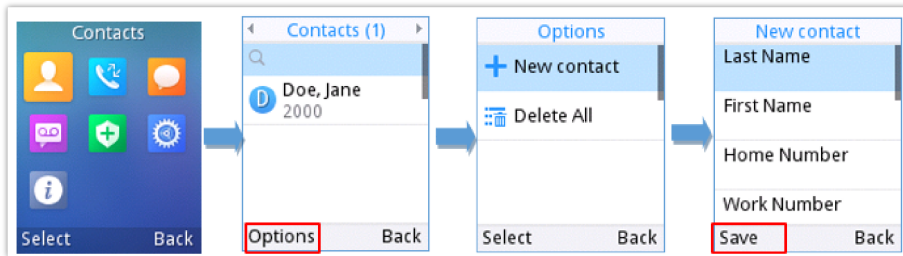 Contacts
Select Back
Contacts (1)
D
Doe, Jane
2000
Options Back
Options
New contact
Delete All
Select Back
New contact
Last Name
First Name
Home Number
Work Number
Save Back